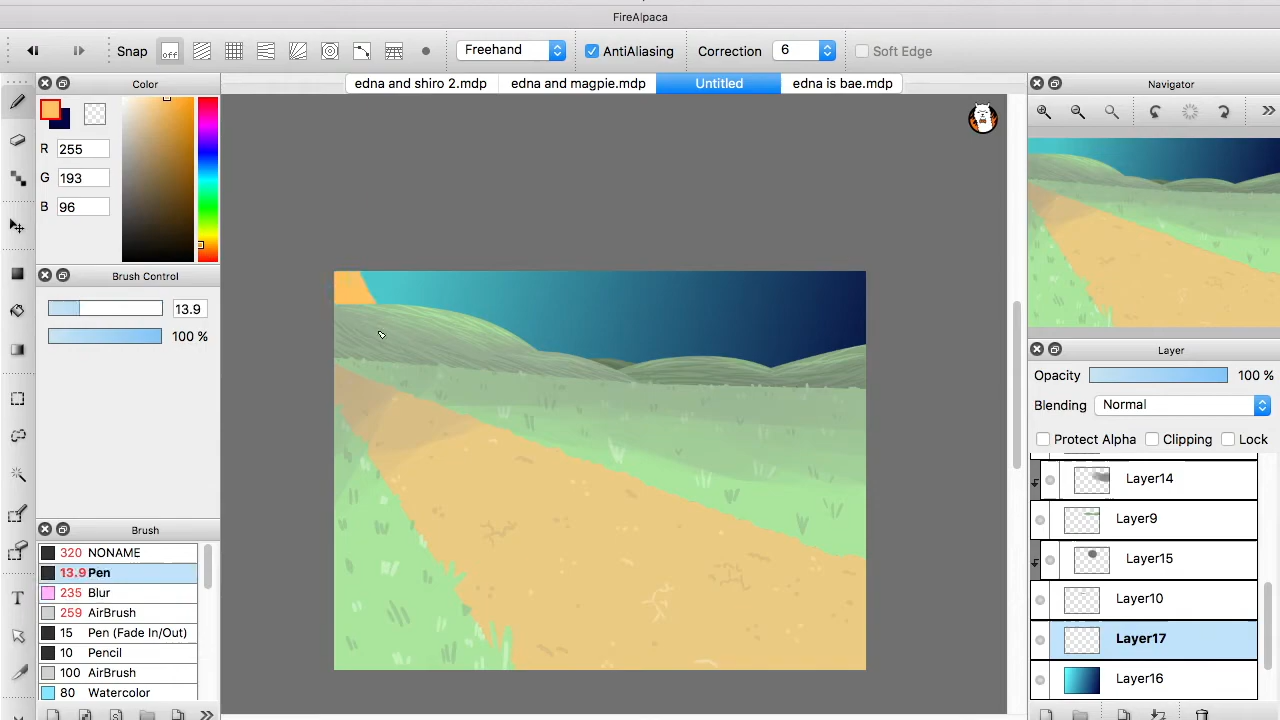 FireAlpaca
Snap off Freehand AntiAliasing Correction 6 Soft Edge
Color edna and shiro 2.mdp edna and magpie.mdp Untitled edna is bae.mdp Navigator
R 255
G 193
B 96
Brush Control
13.9
100 %
Layer
Opacity 100 %
Blending Normal
Protect Alpha Clipping Lock
Layer14
Layer9
Layer15
Layer10
Layer17
Layer16
Brush
320 NONAME
13.9 Pen
235 Blur
259 AirBrush
15 Pen (Fade In/Out)
10 Pencil
100 AirBrush
80 Watercolor
T